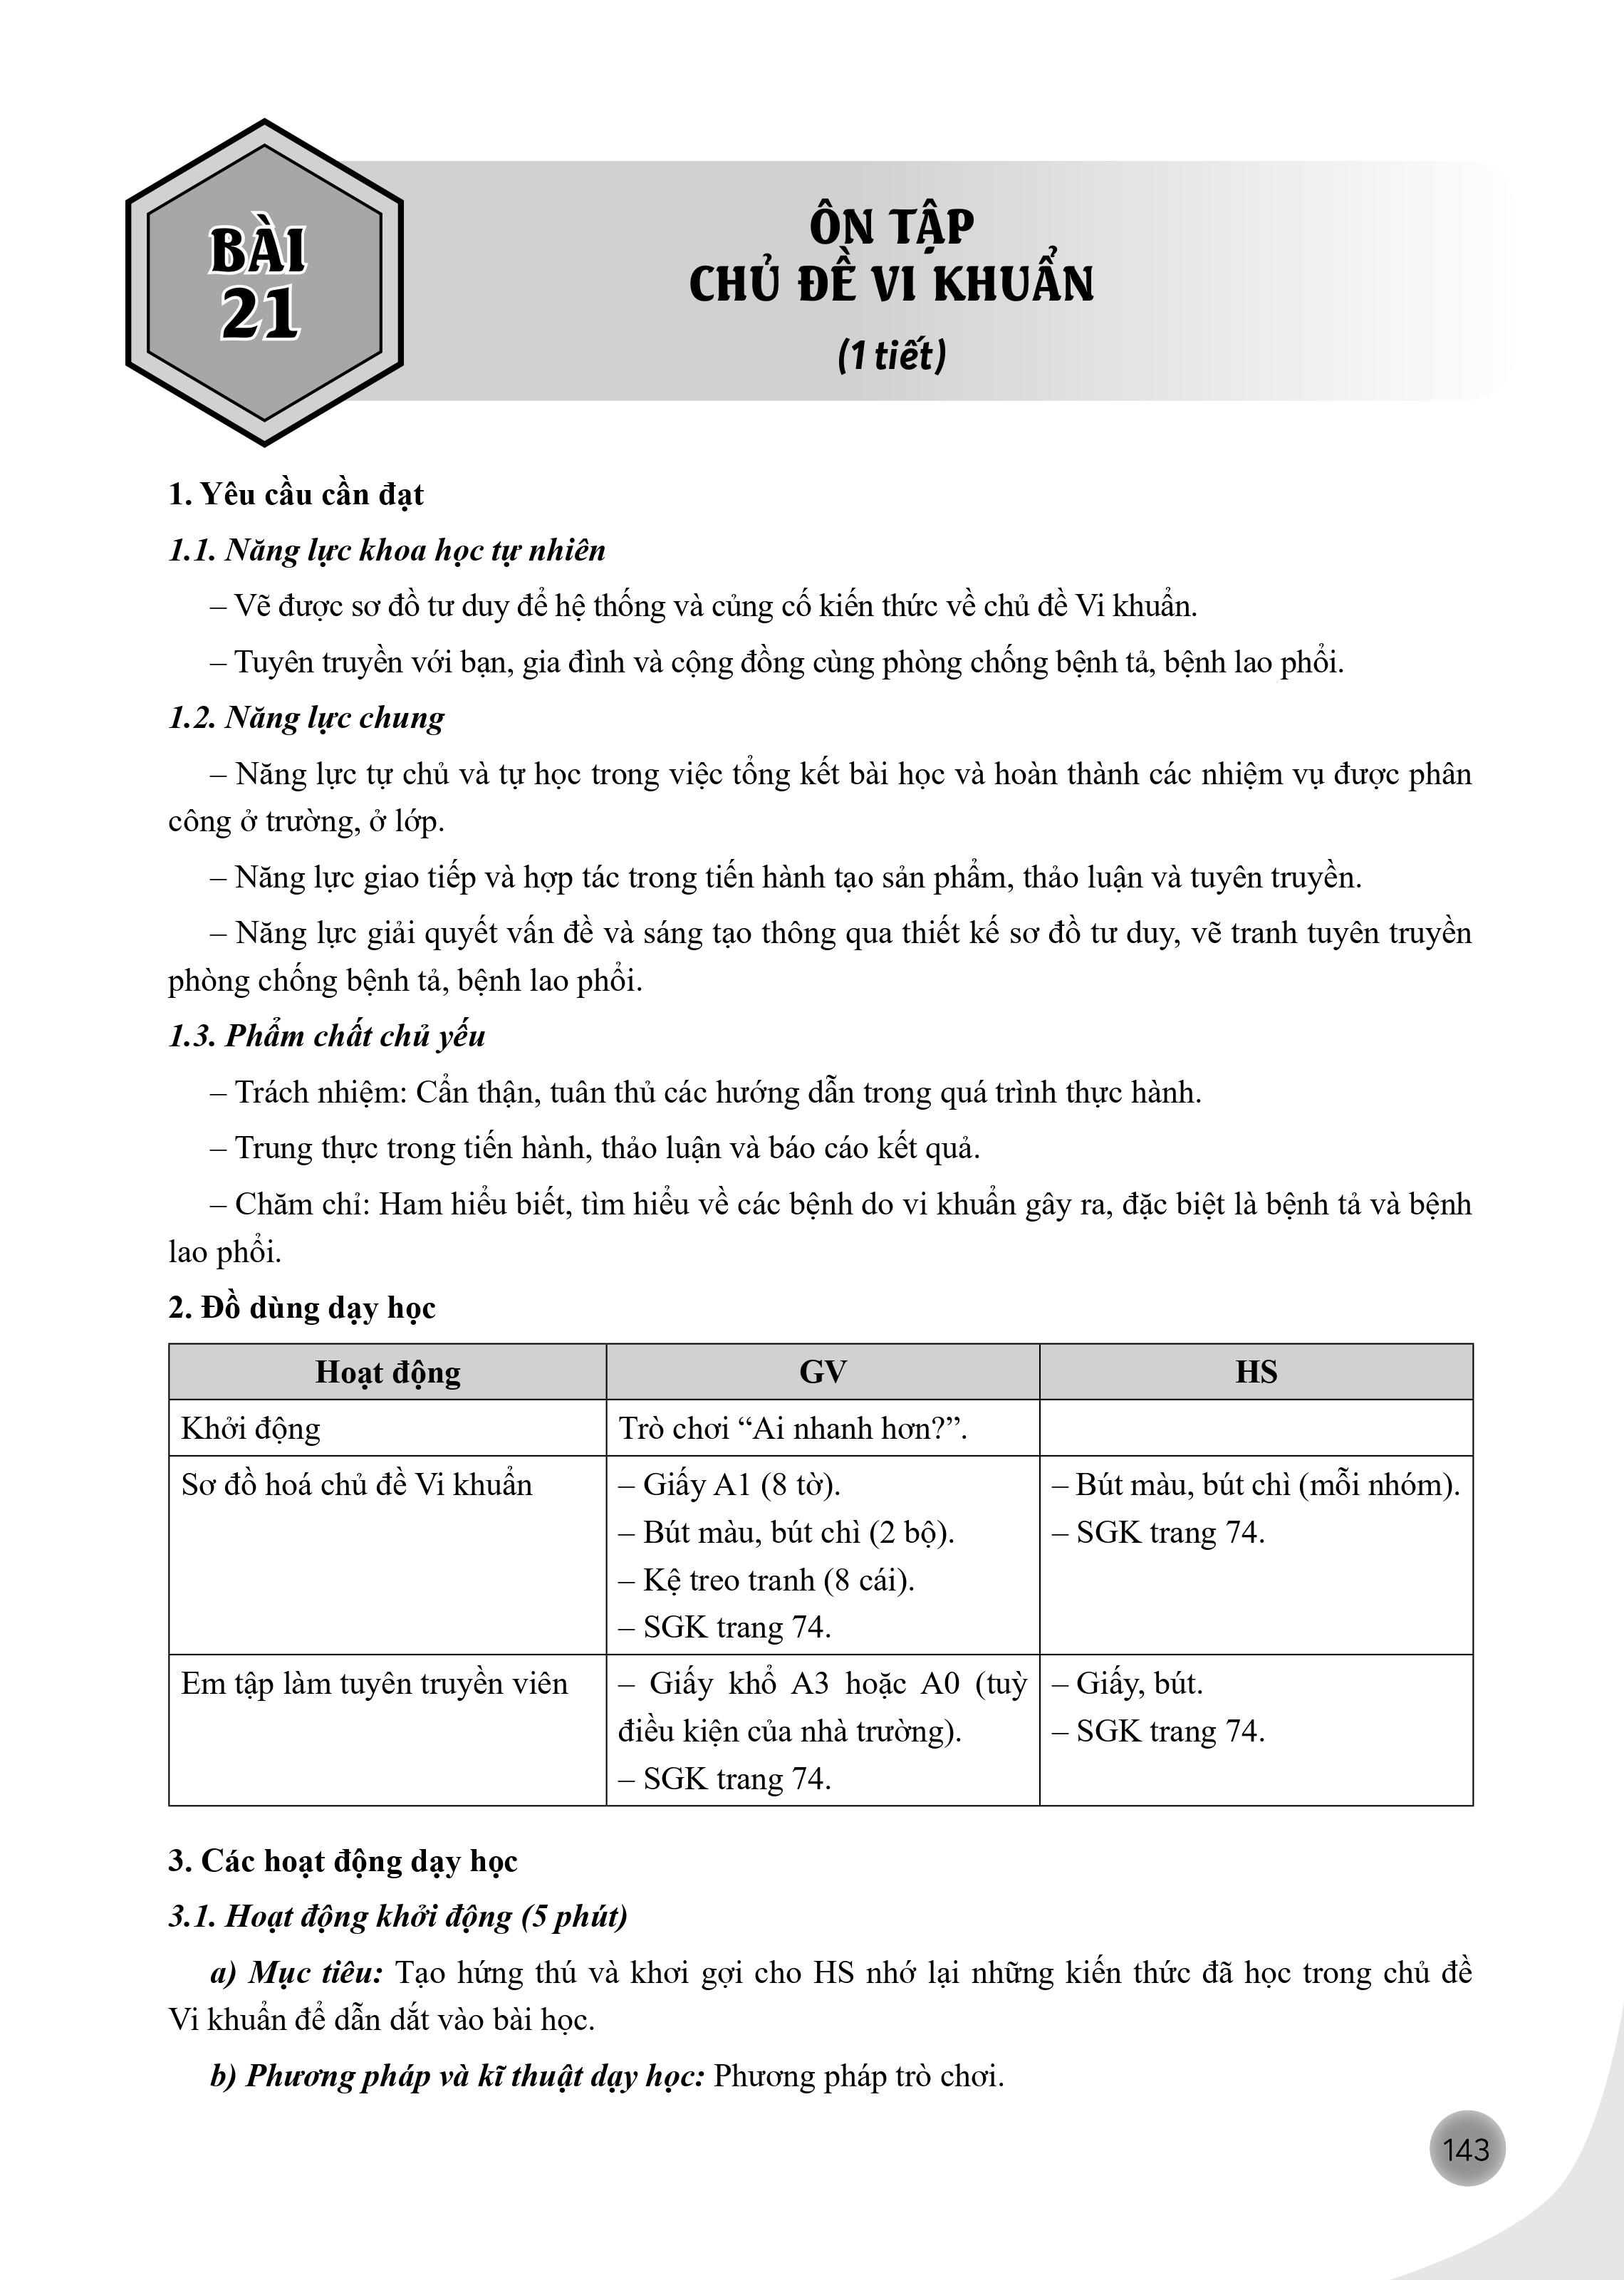 BÀI
21
ÔN TẬP
CHỦ ĐỀ VI KHUẨN
(1 tiết)
1. Yêu cầu cần đạt
1.1. Năng lực khoa học tự nhiên
– Vẽ được sơ đồ tư duy để hệ thống và củng cố kiến thức về chủ đề Vi khuẩn.
– Tuyên truyền với bạn, gia đình và cộng đồng cùng phòng chống bệnh tả, bệnh lao phổi.
1.2. Năng lực chung
– Năng lực tự chủ và tự học trong việc tổng kết bài học và hoàn thành các nhiệm vụ được phân
công ở trường, ở lớp.
– Năng lực giao tiếp và hợp tác trong tiến hành tạo sản phẩm, thảo luận và tuyên truyền.
– Năng lực giải quyết vấn đề và sáng tạo thông qua thiết kế sơ đồ tư duy, vẽ tranh tuyên truyền
phòng chống bệnh tả, bệnh lao phổi.
1.3. Phẩm chất chủ yếu
– Trách nhiệm: Cẩn thận, tuân thủ các hướng dẫn trong quá trình thực hành.
– Trung thực trong tiến hành, thảo luận và báo cáo kết quả.
– Chăm chỉ: Ham hiểu biết, tìm hiểu về các bệnh do vi khuẩn gây ra, đặc biệt là bệnh tả và bệnh
lao phổi.
2. Đồ dùng dạy học
Hoạt động
GV
HS
Khởi động
Trò chơi “Ai nhanh hơn?”.
Sơ đồ hoá chủ đề Vi khuẩn
– Giấy A1 (8 tờ).
– Bút màu, bút chì (2 bộ).
– Kệ treo tranh (8 cái).
– SGK trang 74.
– Bút màu, bút chì (mỗi nhóm).
– SGK trang 74.
Em tập làm tuyên truyền viên
– Giấy khổ A3 hoặc A0 (tuỳ
điều kiện của nhà trường).
– SGK trang 74.
– Giấy, bút.
– SGK trang 74.
3. Các hoạt động dạy học
3.1. Hoạt động khởi động (5 phút)
a) Mục tiêu: Tạo hứng thú và khơi gợi cho HS nhớ lại những kiến thức đã học trong chủ đề
Vi khuẩn để dẫn dắt vào bài học.
b) Phương pháp và kĩ thuật dạy học: Phương pháp trò chơi.
143